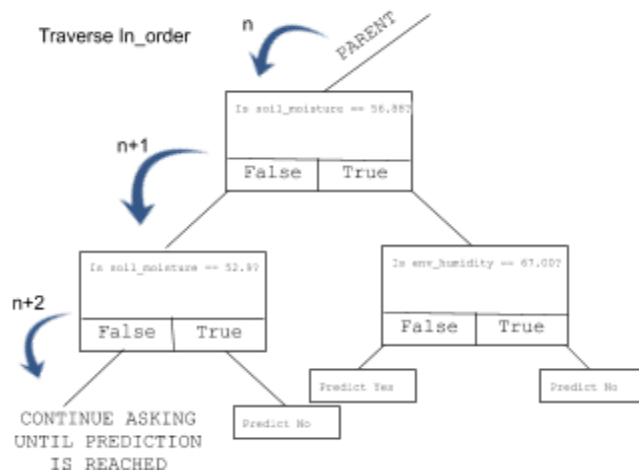 Traverse In_order
n
PARENT
Is soil_moisture == 56.88?
False True
n+1
Is soil_moisture == 52.9?
False True
Is env_humidity == 67.00?
False True
n+2
Predict Yes
Predict No
CONTINUE ASKING
UNTIL PREDICTION
IS REACHED
Predict No